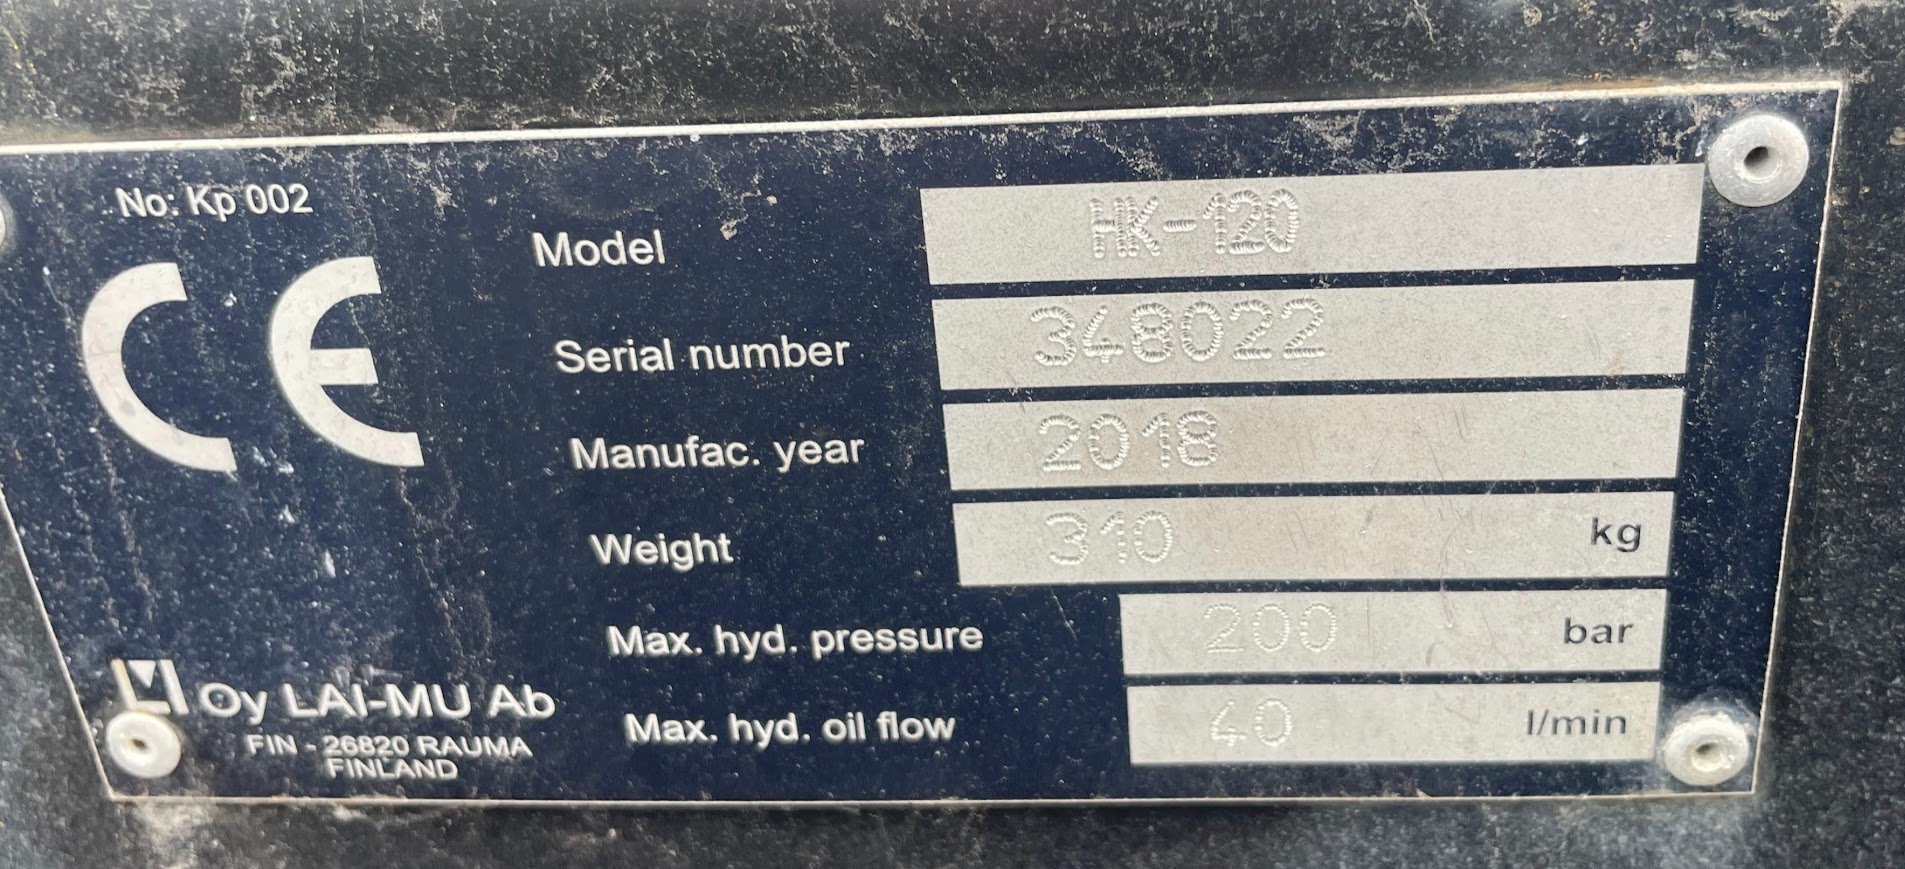 No: Kp 002
CE
Model HK-120
Serial number 348022
Manufac. year 2018
Weight 310 kg
Max. hyd. pressure 200 bar
Max. hyd. oil flow 40 l/min
Oy LAI-MU Ab
FIN - 26820 RAUMA
FINLAND